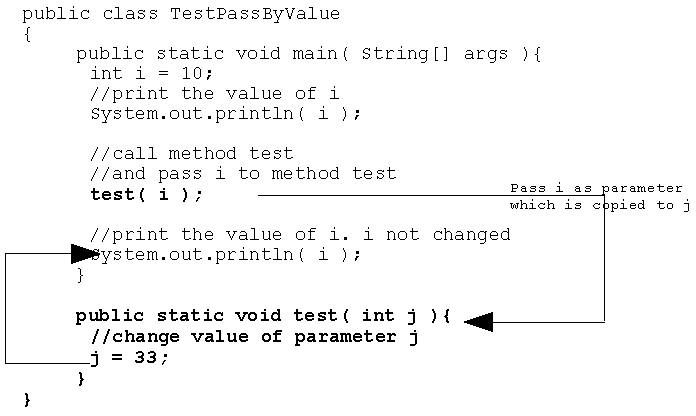 public class TestPassByValue
{
public static void main( String[] args ){
int i = 10;
//print the value of i
System.out.println( i );
//call method test
//and pass i to method test
test( i );
Pass i as parameter
which is copied to j
//print the value of i. i not changed
System.out.println( i );
}
public static void test( int j ){
//change value of parameter j
j = 33;
}
}